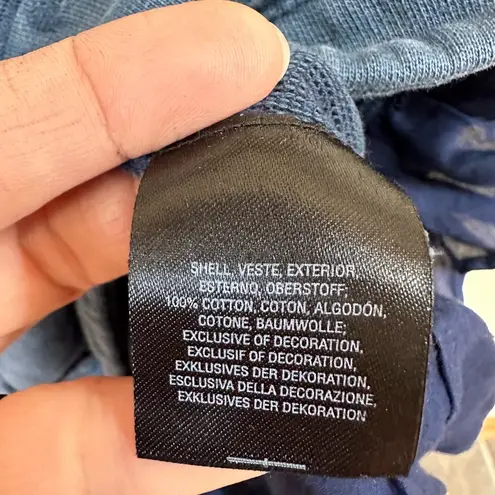 SHELL, VESTE, EXTERIOR,
ESTERNO, OBERSTOFF:
100% COTTON, COTON, ALGODÓN,
COTONE, BAUMWOLLE;
EXCLUSIVE OF DECORATION,
EXCLUSIF OF DECORATION,
EXKLUSIVES DER DEKORATION,
ESCLUSIVA DELLA DECORAZIONE,
EXKLUSIVES DER DEKORATION